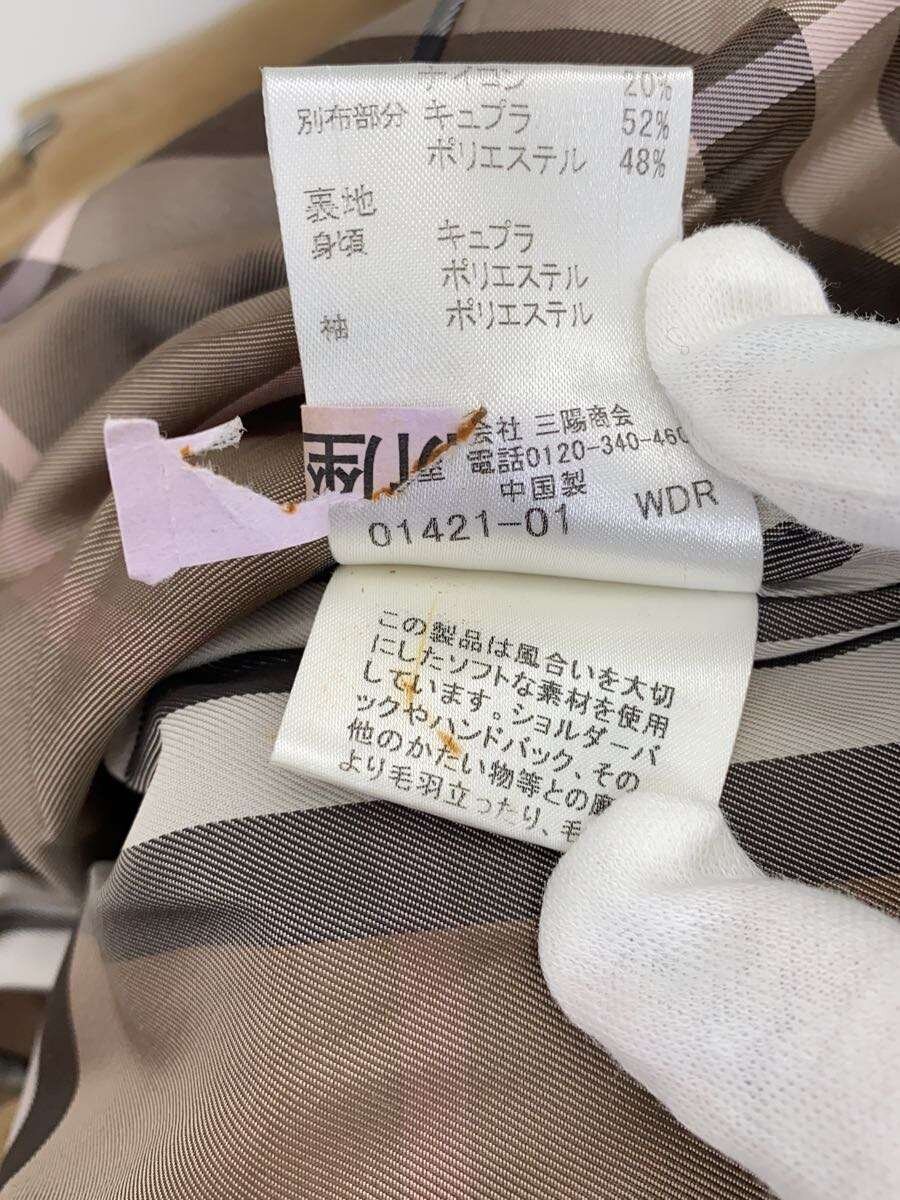 ナイロン 20%
別布部分 キュプラ 52%
ポリエステル 48%
裏地
身頃 キュプラ
ポリエステル
袖 ポリエステル
会社 三陽商会
電話0120-340-460
中国製
01421-01 WDR
この製品は風合いを大切
にしたソフトな素材を使用
しています。ショルダーバ
ックやハンドバック、その
他のかたい物等との摩
より毛羽立ったり、毛